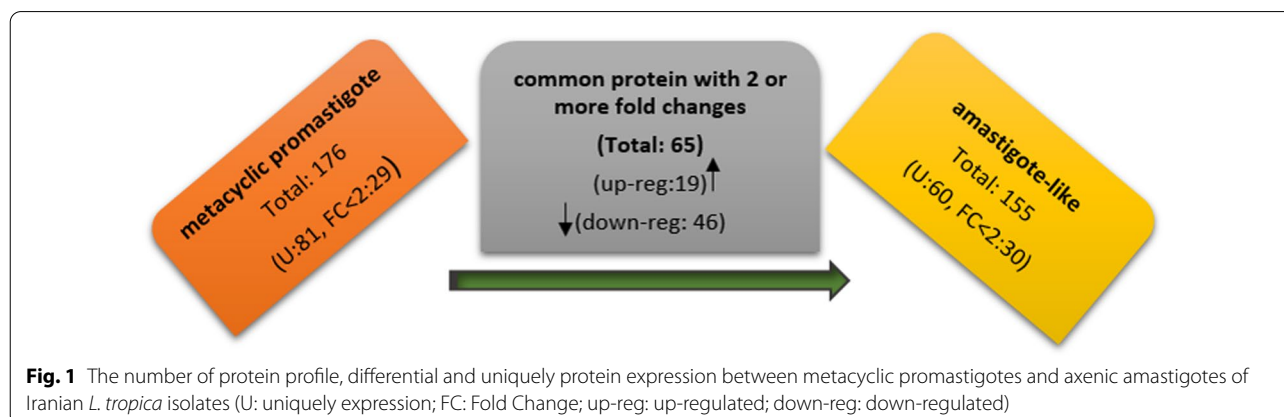 metacyclic promastigote
Total: 176
(U:81, FC<2:29)
common protein with 2 or
more fold changes
(Total: 65)
(up-reg:19)
(down-reg: 46)
amastigote-like
Total: 155
(U:60, FC<2:30)
Fig. 1 The number of protein profile, differential and uniquely protein expression between metacyclic promastigotes and axenic amastigotes of
Iranian L. tropica isolates (U: uniquely expression; FC: Fold Change; up-reg: up-regulated; down-reg: down-regulated)